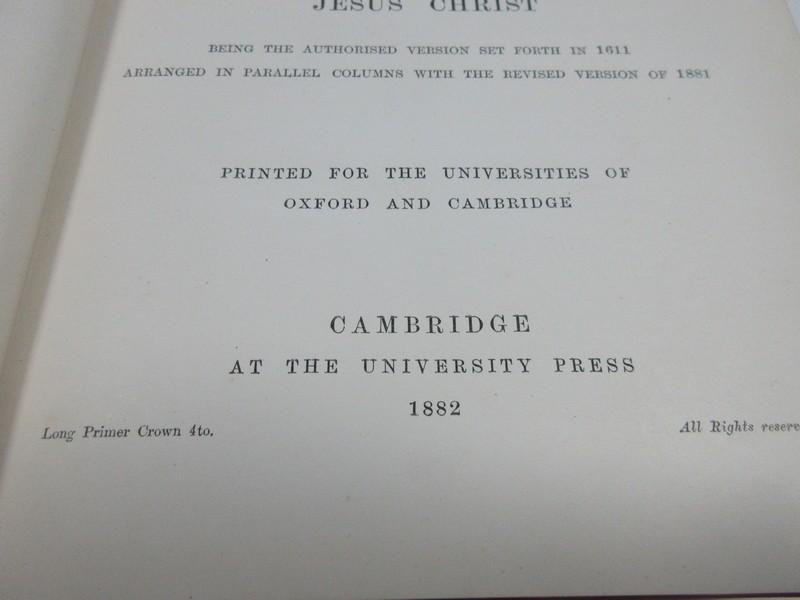 JESUS CHRIST
BEING THE AUTHORISED VERSION SET FORTH IN 1611
ARRANGED IN PARALLEL COLUMNS WITH THE REVISED VERSION OF 1881
PRINTED FOR THE UNIVERSITIES OF
OXFORD AND CAMBRIDGE
CAMBRIDGE
AT THE UNIVERSITY PRESS
1882
Long Primer Crown 4to.
All Rights reserve